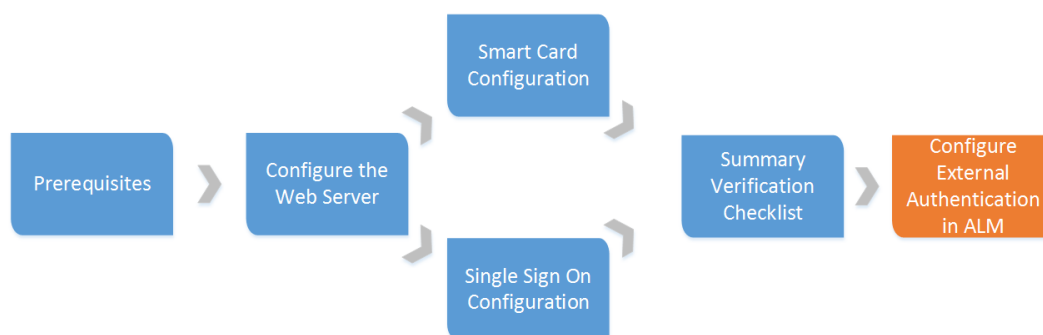 Prerequisites
Configure the
Web Server
Smart Card
Configuration
Single Sign On
Configuration
Summary
Verification
Checklist
Configure
External
Authentication
in ALM